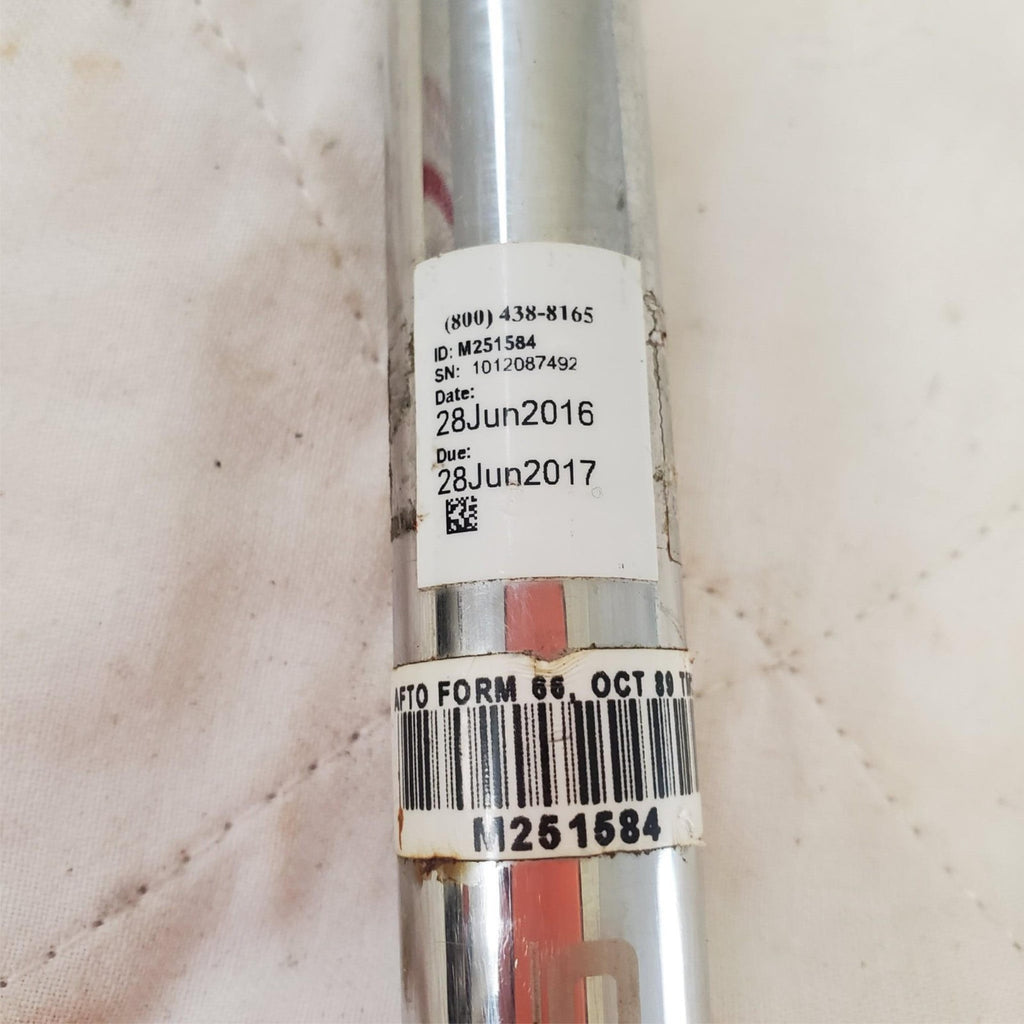 (800) 438-8165
ID: M251584
SN: 1012087492
Date:
28Jun2016
Due:
28Jun2017
AFTO FORM 66, OCT 89
M251584